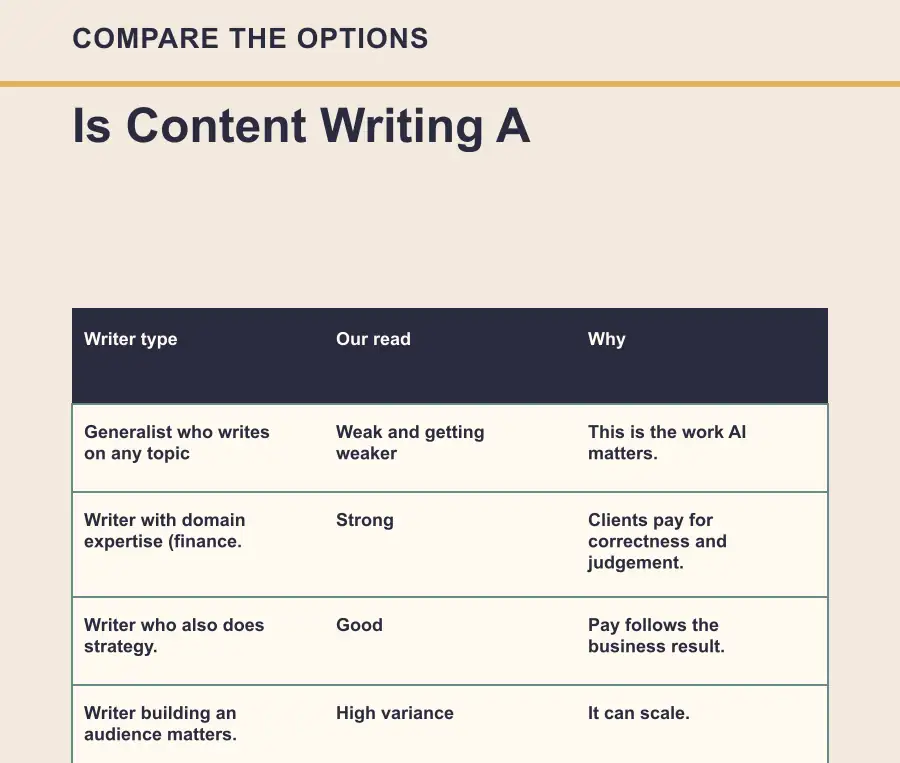 COMPARE THE OPTIONS
Is Content Writing A
Writer type
Our read
Why
Generalist who writes
on any topic
Weak and getting
weaker
This is the work AI
matters.
Writer with domain
expertise (finance.
Strong
Clients pay for
correctness and
judgement.
Writer who also does
strategy.
Good
Pay follows the
business result.
Writer building an
audience matters.
High variance
It can scale.